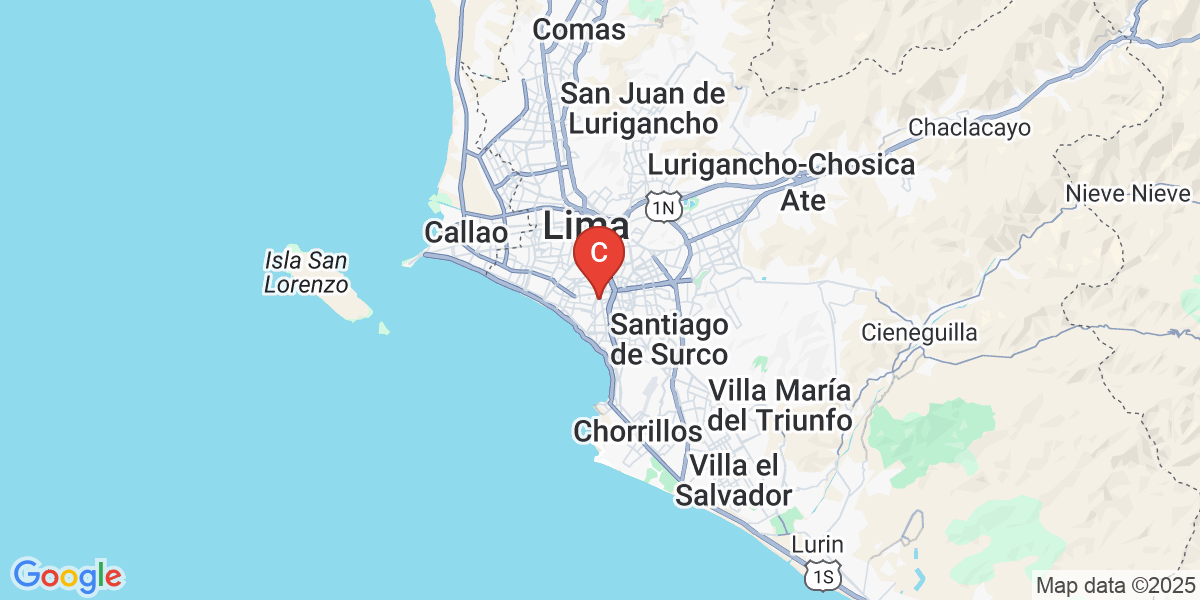 Comas
San Juan de
Lurigancho
Chaclacayo
Lurigancho-Chosica
Ate
Nieve Nieve
1N
Lima
Callao
C
Isla San
Lorenzo
Santiago
de Surco
Cieneguilla
Villa María
del Triunfo
Chorrillos
Villa el
Salvador
Lurin
1S
Google
Map data ©2025